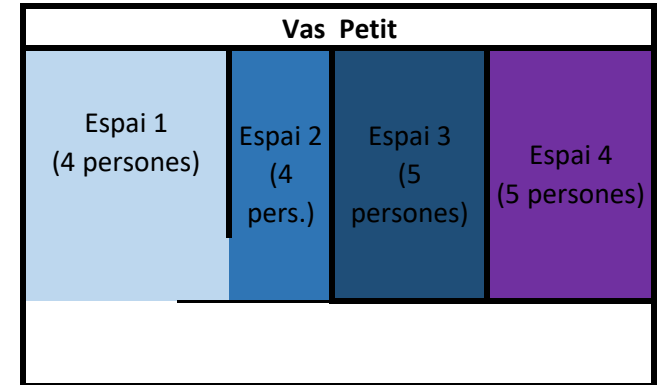 Vas Petit
Espai 1
(4 persones)
Espai 2
(4
pers.)
Espai 3
(5
persones)
Espai 4
(5 persones)